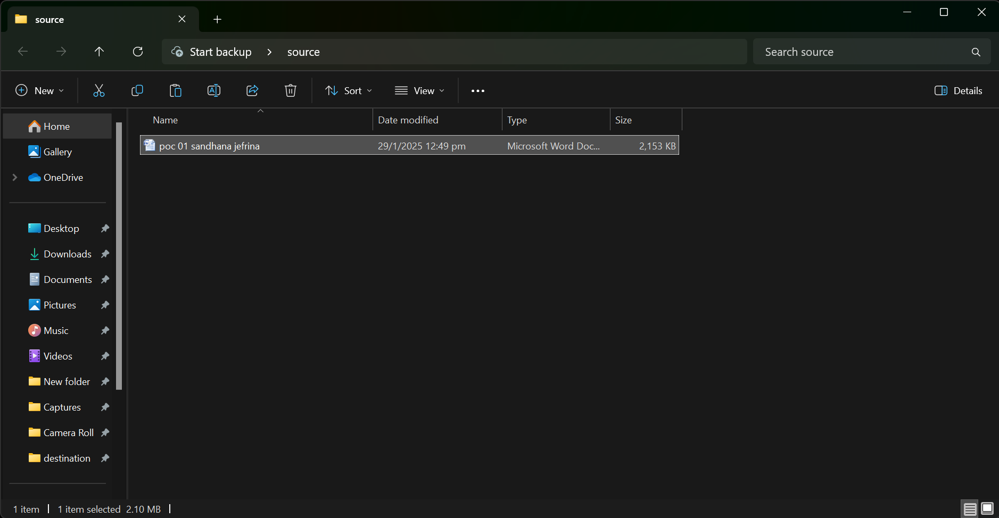 source
Start backup > source
Search source
New
Sort
View
Details
Name
Date modified
Type
Size
poc 01 sandhana jefrina
29/1/2025 12:49 pm
Microsoft Word Doc...
2,153 KB
Home
Gallery
OneDrive
Desktop
Downloads
Documents
Pictures
Music
Videos
New folder
Captures
Camera Roll
destination
1 item
1 item selected 2.10 MB